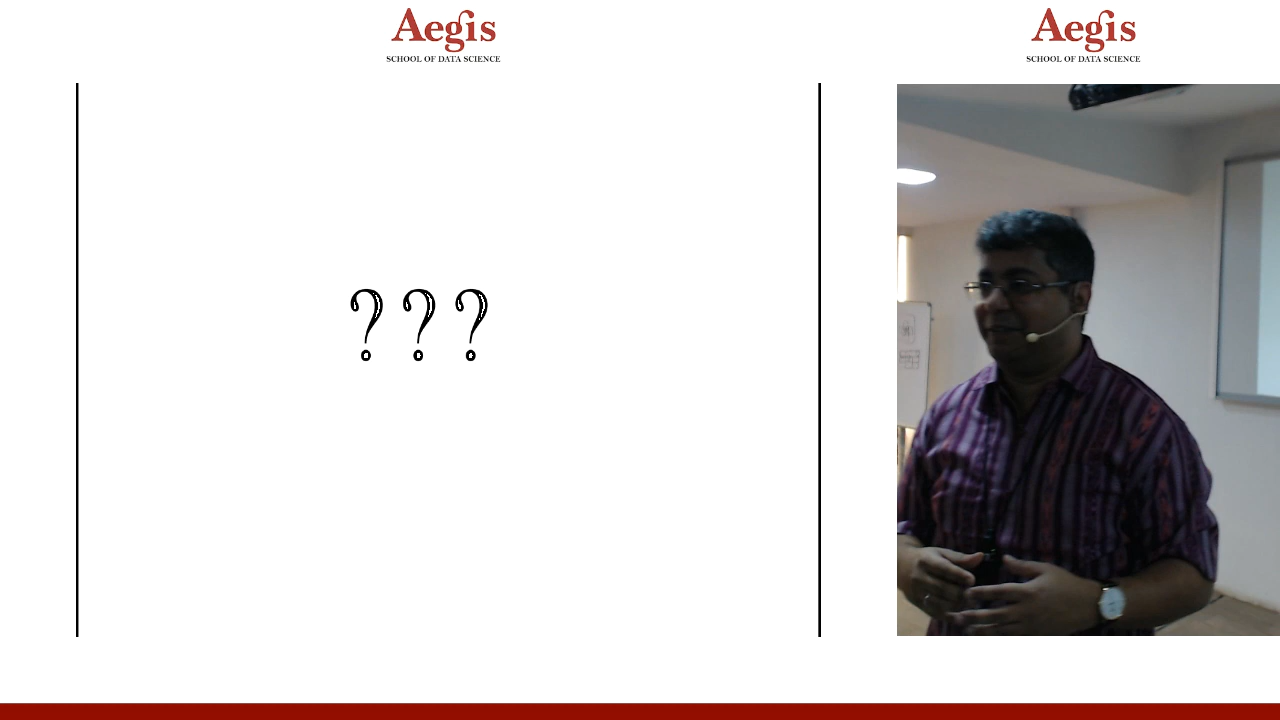 Aegis
SCHOOL OF DATA SCIENCE
Aegis
SCHOOL OF DATA SCIENCE
? ? ?